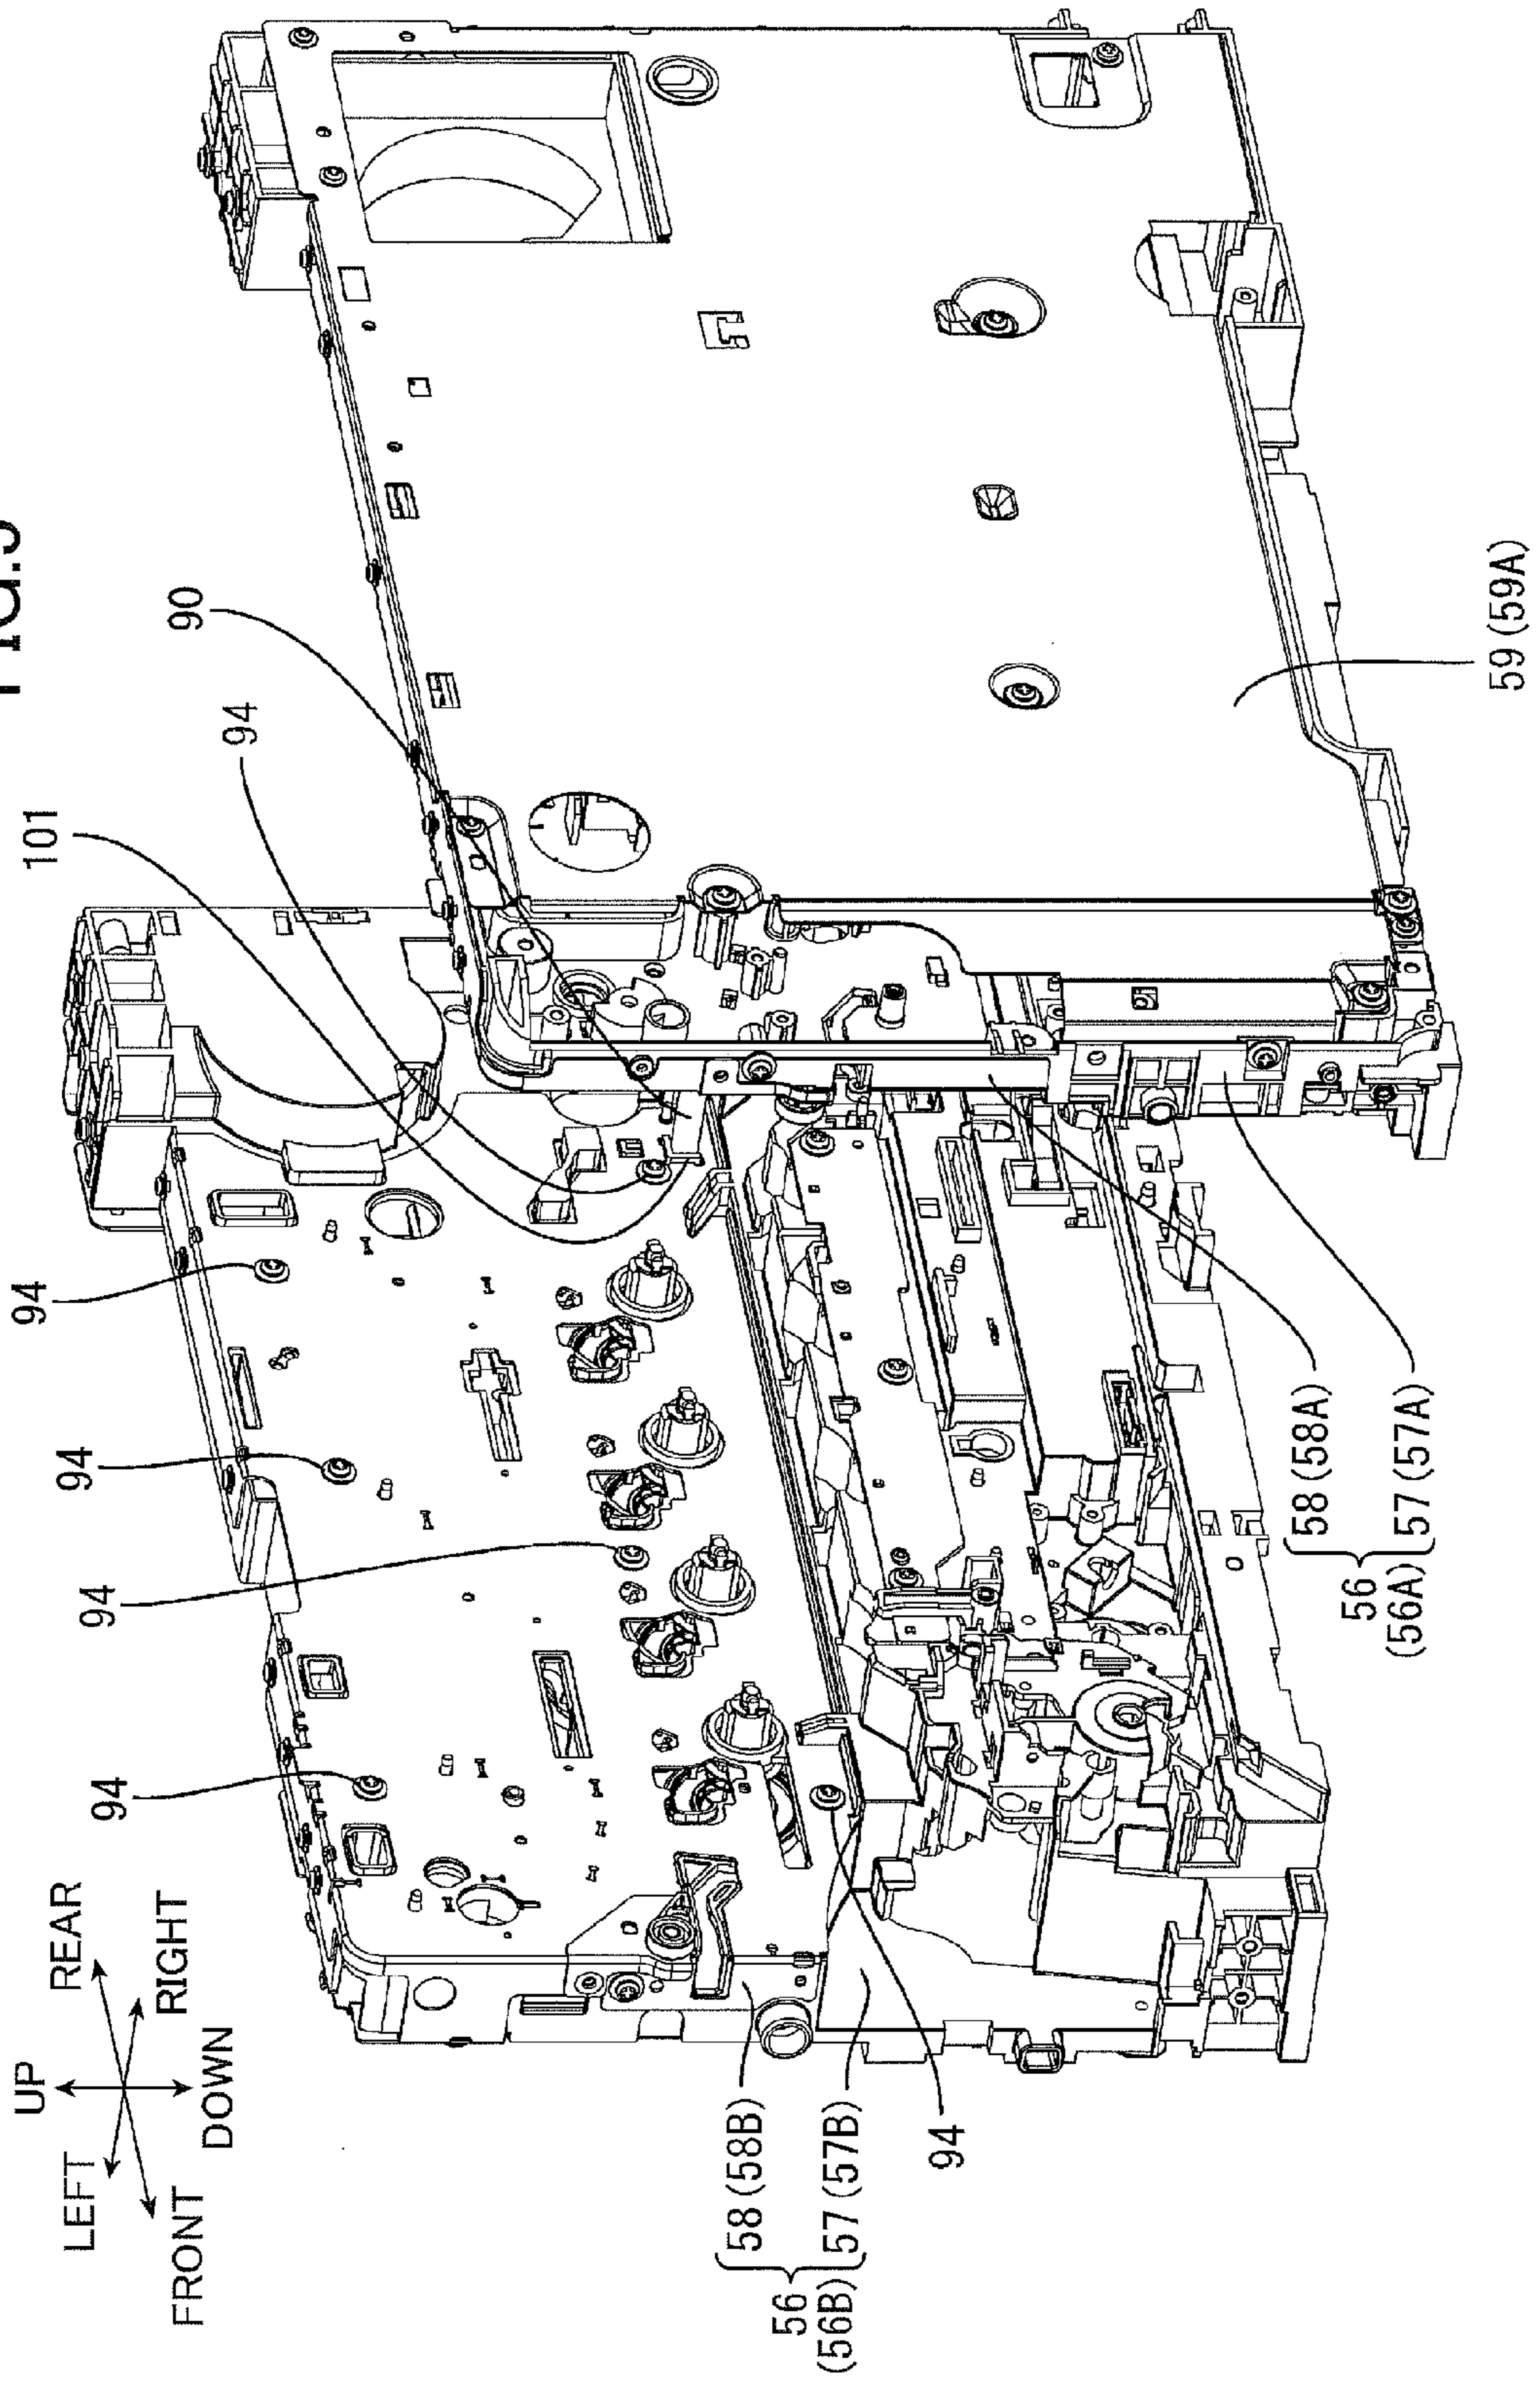 FIG.
UP
LEFT
REAR
FRONT
RIGHT
DOWN
94
94
94
94
101
94
90
58(58B)
56
(56B)
57(57B)
94
58(58A)
56
(56A)
57(57A)
59(59A)